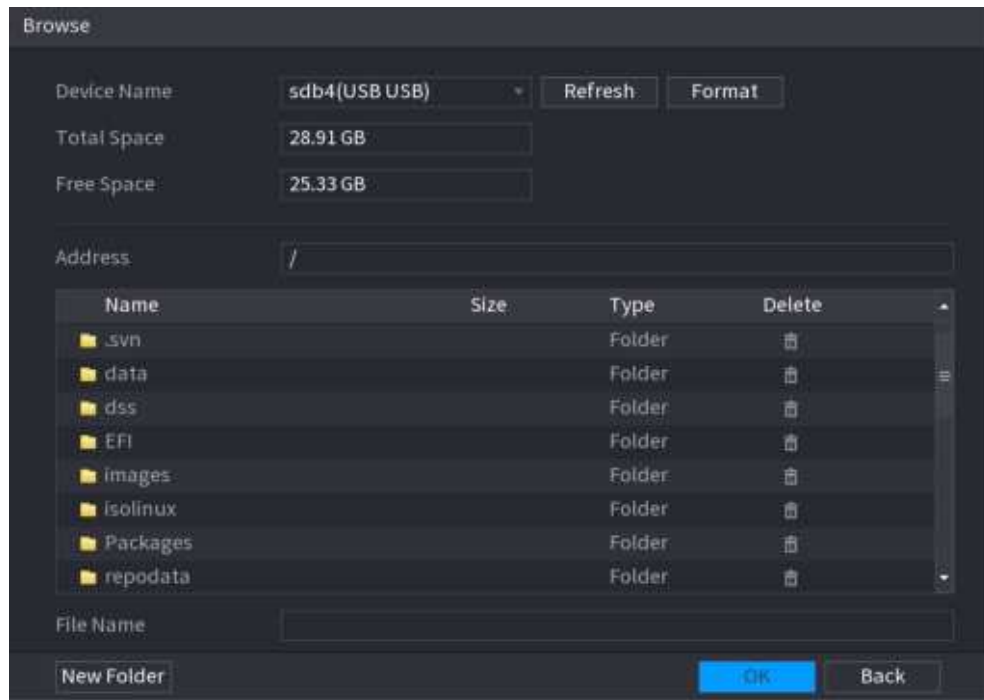 Browse
Device Name sdb4(USB USB) Refresh Format
Total Space 28.91 GB
Free Space 25.33 GB
Address /
Name Size Type Delete
.svn Folder
data Folder
dss Folder
EFI Folder
images Folder
isolinux Folder
Packages Folder
repodata Folder
File Name
New Folder OK Back